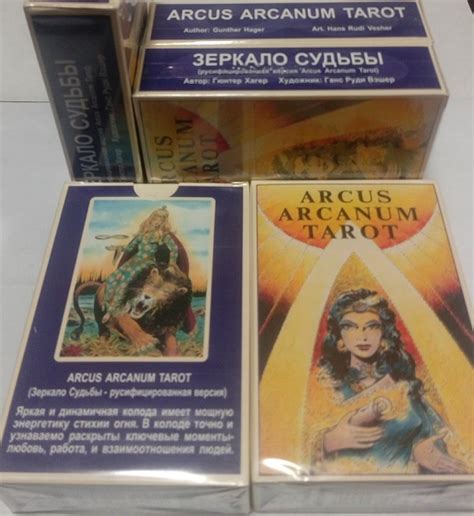 ARCUS ARCANUM TAROT
Author: Gunther Hager Art. Hans Rudi Vesher
ЗЕРКАЛО СУДЬБЫ
(русифицированная версия "Arcus Arcanum Tarot)
Автор: Гюнтер Хагер Художник: Ганс Руди Вэшер
ЗЕРКАЛО СУДЬБЫ
ARCUS
ARCANUM
TAROT
ARCUS ARCANUM TAROT
(Зеркало Судьбы - русифицированная версия)
Яркая и динамичная колода имеет мощную
энергетику стихии огня. В колоде точно и
узнаваемо раскрыты ключевые моменты-
любовь, работа, и взаимоотношения людей.